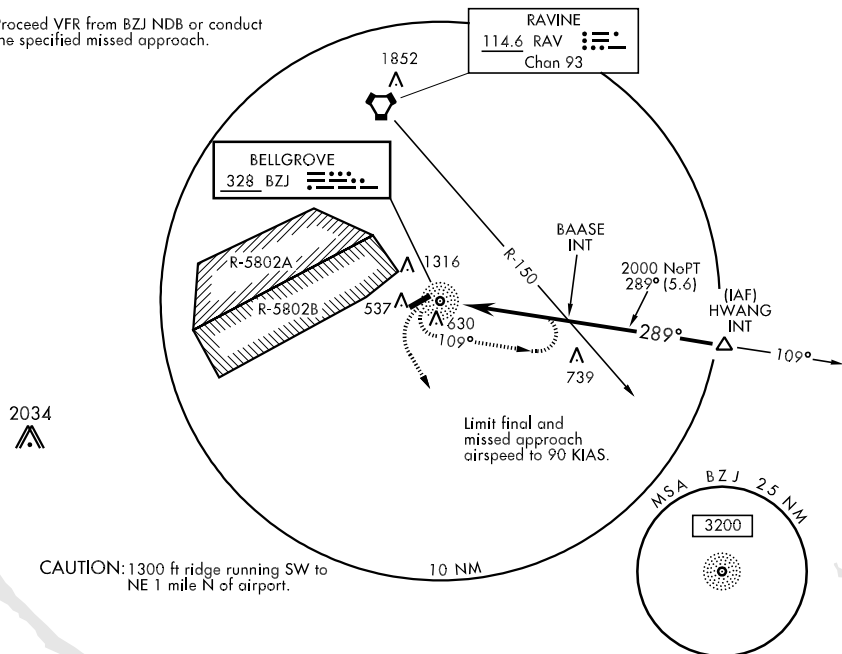 Proceed VFR from BZJ NDB or conduct
the specified missed approach.
RAVINE
114.6 RAV
Chan 93
1852
BELLGROVE
328 BZJ
BAASE
INT
R-150
2000 NoPT
289° (5.6)
(IAF)
HWANG
INT
R-5802A
R-5802B
1316
537
630
109°
289°
109°
739
2034
Limit final and
missed approach
airspeed to 90 KIAS.
MSA BZJ 25 NM
3200
CAUTION: 1300 ft ridge running SW to
NE 1 mile N of airport.
10 NM